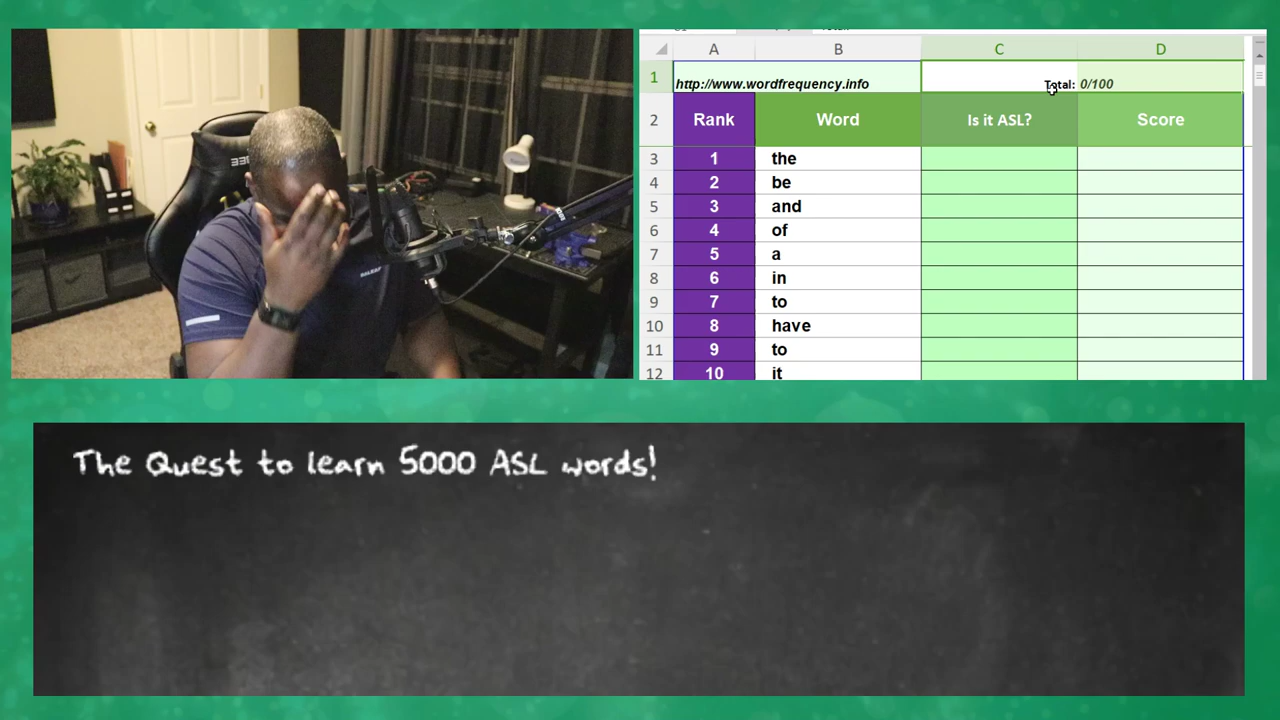 A B C D
1 http://www.wordfrequency.info Total: 0/100
2 Rank Word Is it ASL? Score
3 1 the
4 2 be
5 3 and
6 4 of
7 5 a
8 6 in
9 7 to
10 8 have
11 9 to
12 10 it
The Quest to learn 5000 ASL words!